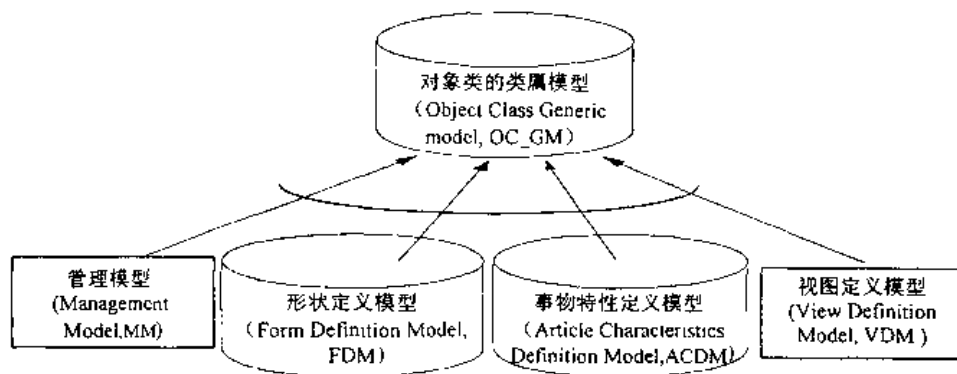 对象类的类属模型
（Object Class Generic
model, OC_GM）
管理模型
(Management
Model,MM)
形状定义模型
（Form Definition Model,
FDM）
事物特性定义模型
（Article Characteristics
Definition Model,ACDM）
视图定义模型
(View Definition
Model, VDM )